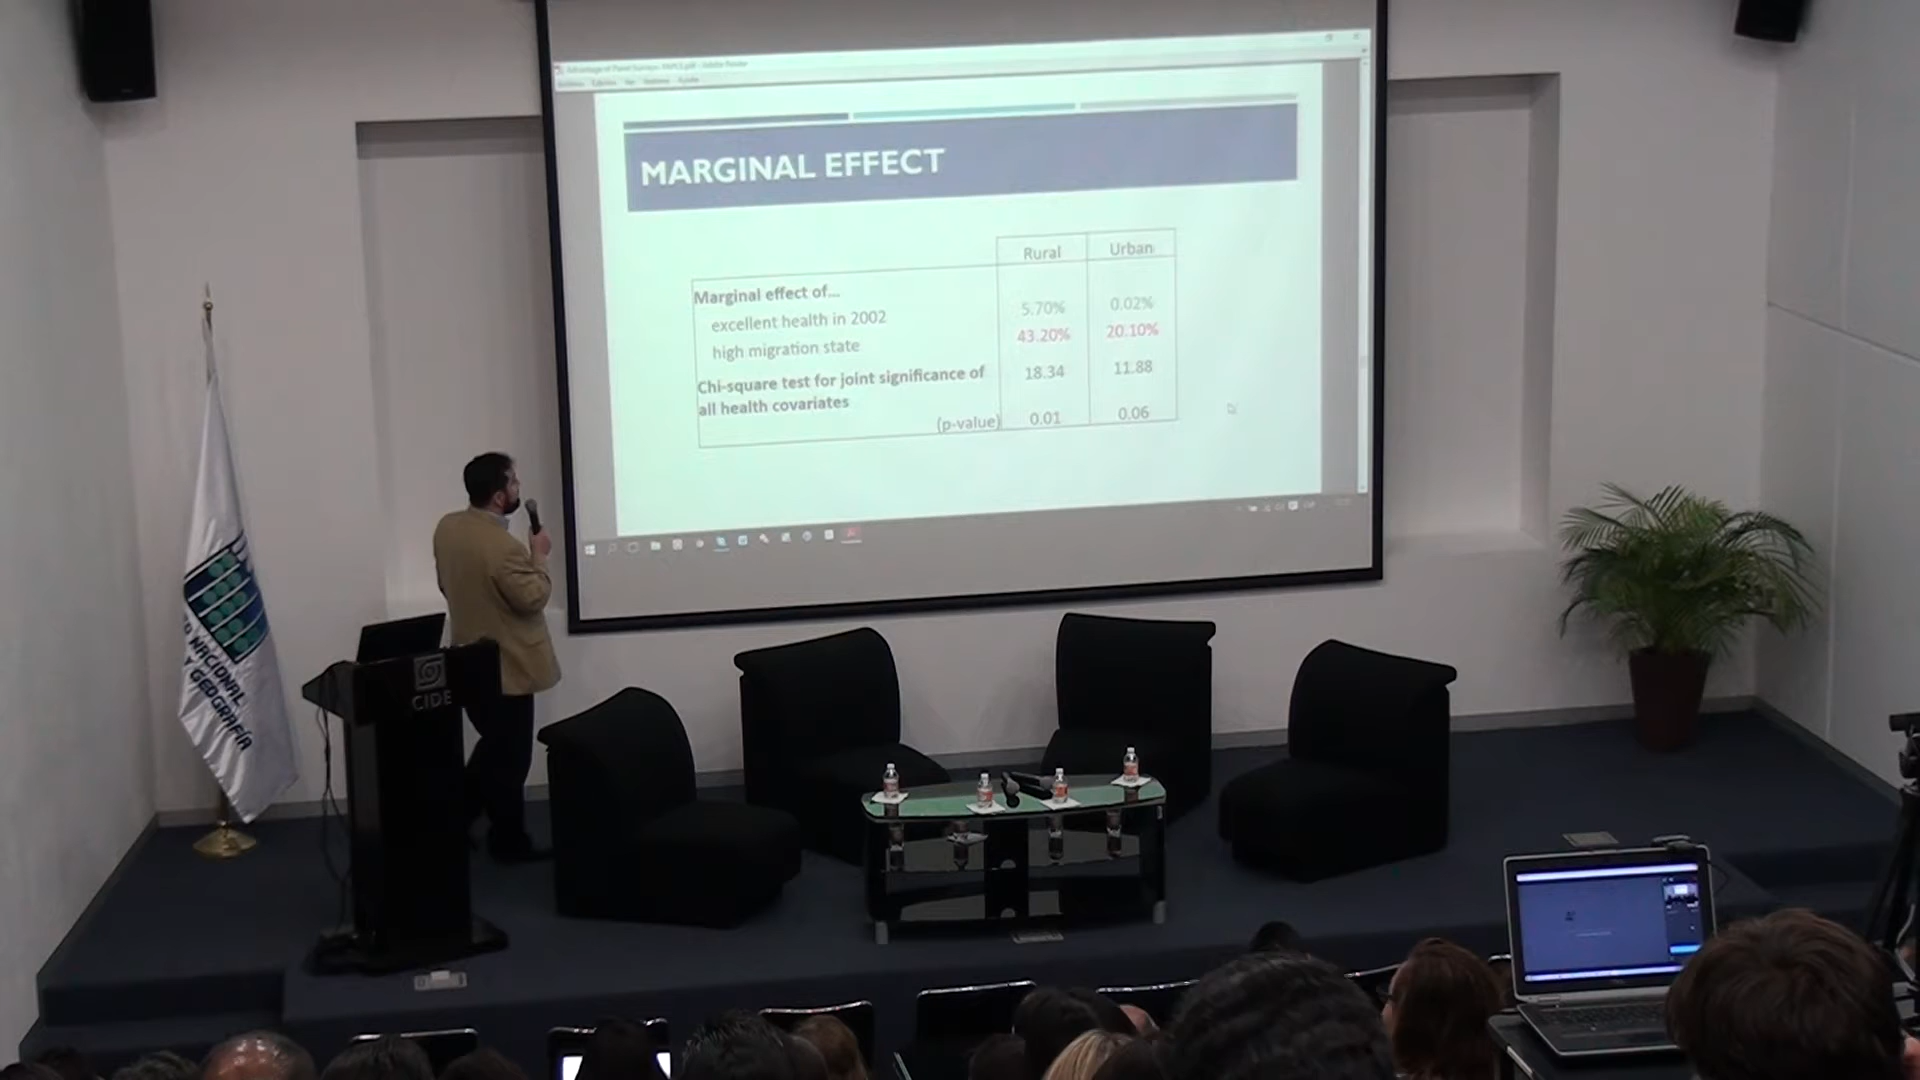 MARGINAL EFFECT
Rural Urban
Marginal effect of...
excellent health in 2002 5.70% 0.02%
high migration state 43.20% 20.10%
Chi-square test for joint significance of 18.34 11.88
all health covariates
(p-value) 0.01 0.06
NACIONAL
GEOGRAFÍA
CIDE